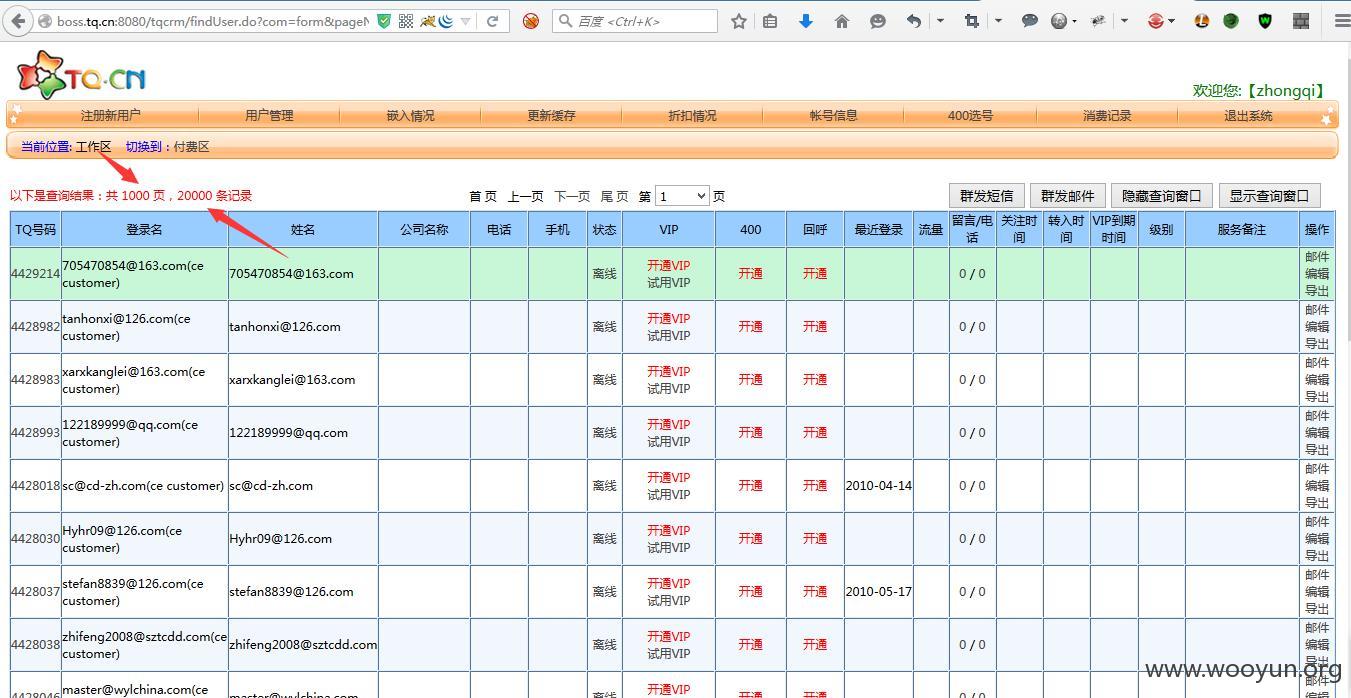 boss.tq.cn:8080/tqcrm/findUser.do?com=form&pageN
百度 <Ctrl+K>
TQ·CN
欢迎您:【zhongqi】
注册新用户 用户管理 嵌入情况 更新缓存 折扣情况 帐号信息 400选号 消费记录 退出系统
当前位置: 工作区 切换到：付费区
以下是查询结果：共 1000 页，20000 条记录 首 页 上一页 下一页 尾 页 第 1 页 群发短信 群发邮件 隐藏查询窗口 显示查询窗口
TQ号码 登录名 姓名 公司名称 电话 手机 状态 VIP 400 回呼 最近登录 流量 留言/电话 关注时间 转入时间 VIP到期时间 级别 服务备注 操作
4429214 705470854@163.com(ce customer) 705470854@163.com 离线 开通VIP 试用VIP 开通 开通 0 / 0 邮件 编辑 导出
4428982 tanhonxi@126.com(ce customer) tanhonxi@126.com 离线 开通VIP 试用VIP 开通 开通 0 / 0 邮件 编辑 导出
4428983 xarxkanglei@163.com(ce customer) xarxkanglei@163.com 离线 开通VIP 试用VIP 开通 开通 0 / 0 邮件 编辑 导出
4428993 122189999@qq.com(ce customer) 122189999@qq.com 离线 开通VIP 试用VIP 开通 开通 0 / 0 邮件 编辑 导出
4428018 sc@cd-zh.com(ce customer) sc@cd-zh.com 离线 开通VIP 试用VIP 开通 开通 2010-04-14 0 / 0 邮件 编辑 导出
4428030 Hyhr09@126.com(ce customer) Hyhr09@126.com 离线 开通VIP 试用VIP 开通 开通 0 / 0 邮件 编辑 导出
4428037 stefan8839@126.com(ce customer) stefan8839@126.com 离线 开通VIP 试用VIP 开通 开通 2010-05-17 0 / 0 邮件 编辑 导出
4428038 zhifeng2008@sztcdd.com(ce customer) zhifeng2008@sztcdd.com 离线 开通VIP 试用VIP 开通 开通 0 / 0 邮件 编辑 导出
4428046 master@wylchina.com(ce master@wylchina.com 离线 开通VIP 开通 开通 0 / 0 邮件 编辑
www.wooyun.org